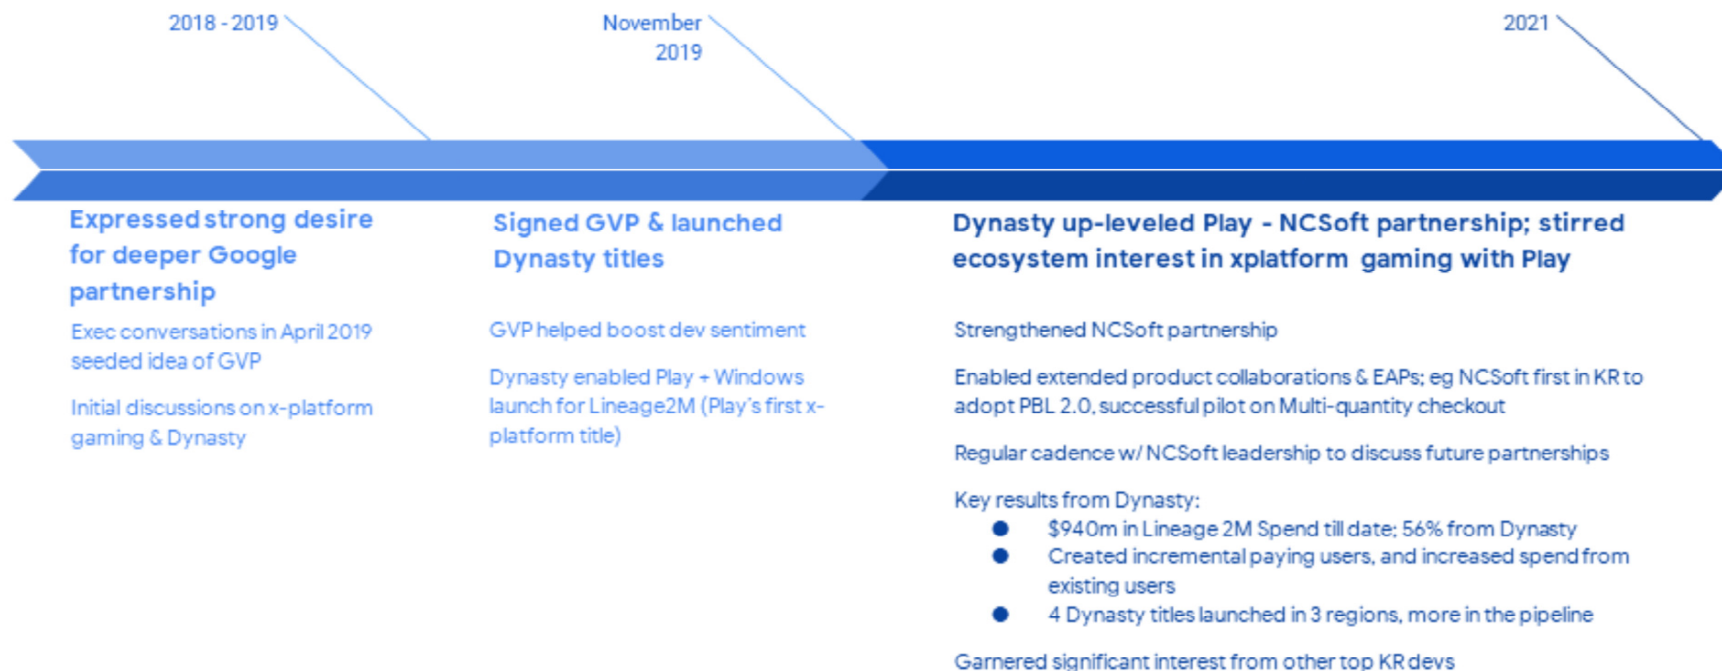 2018 - 2019
November
2019
2021
Expressed strong desire
for deeper Google
partnership
Exec conversations in April 2019
seeded idea of GVP
Initial discussions on x-platform
gaming & Dynasty
Signed GVP & launched
Dynasty titles
GVP helped boost dev sentiment
Dynasty enabled Play + Windows
launch for Lineage2M (Play's first x-
platform title)
Dynasty up-leveled Play - NCSoft partnership; stirred
ecosystem interest in xplatform gaming with Play
Strengthened NCSoft partnership
Enabled extended product collaborations & EAPs; eg NCSoft first in KR to
adopt PBL 2.0, successful pilot on Multi-quantity checkout
Regular cadence w/ NCSoft leadership to discuss future partnerships
Key results from Dynasty:
● $940m in Lineage 2M Spend till date; 56% from Dynasty
● Created incremental paying users, and increased spend from
existing users
● 4 Dynasty titles launched in 3 regions, more in the pipeline
Garnered significant interest from other top KR devs